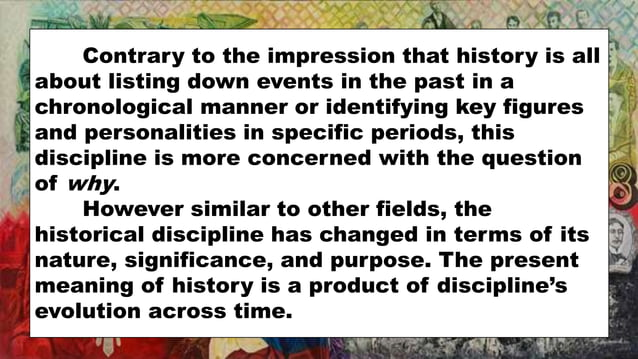 Contrary to the impression that history is all
about listing down events in the past in a
chronological manner or identifying key figures
and personalities in specific periods, this
discipline is more concerned with the question
of why.
However similar to other fields, the
historical discipline has changed in terms of its
nature, significance, and purpose. The present
meaning of history is a product of discipline’s
evolution across time.